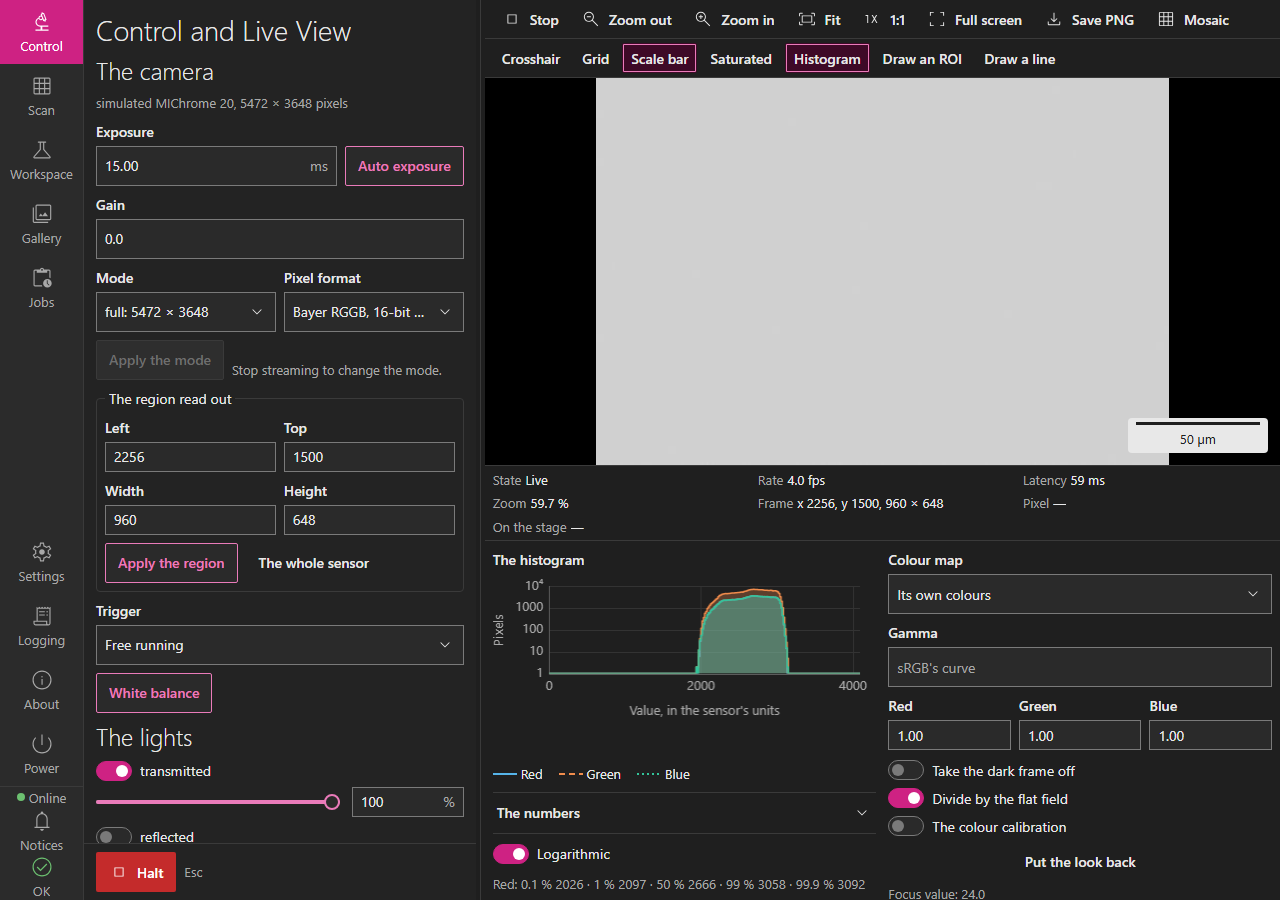 Control
Scan
Workspace
Gallery
Jobs
Settings
Logging
About
Power
Online
Notices
OK
Control and Live View
The camera
simulated MIChrome 20, 5472 × 3648 pixels
Exposure
15.00 ms
Auto exposure
Gain
0.0
Mode
Pixel format
full: 5472 × 3648
Bayer RGGB, 16-bit ...
Apply the mode
Stop streaming to change the mode.
The region read out
Left
Top
2256
1500
Width
Height
960
648
Apply the region
The whole sensor
Trigger
Free running
White balance
The lights
transmitted
100 %
reflected
Halt
Esc
Stop
Zoom out
Zoom in
Fit
1X 1:1
Full screen
Save PNG
Mosaic
Crosshair
Grid
Scale bar
Saturated
Histogram
Draw an ROI
Draw a line
50 µm
State Live
Rate 4.0 fps
Latency 59 ms
Zoom 59.7 %
Frame x 2256, y 1500, 960 × 648
Pixel —
On the stage —
The histogram
Pixels
10⁴
1000
100
10
1
0
2000
4000
Value, in the sensor's units
Red
Green
Blue
The numbers
Logarithmic
Red: 0.1 % 2026 · 1 % 2097 · 50 % 2666 · 99 % 3058 · 99.9 % 3092
Colour map
Its own colours
Gamma
sRGB's curve
Red
Green
Blue
1.00
1.00
1.00
Take the dark frame off
Divide by the flat field
The colour calibration
Put the look back
Focus value: 24.0